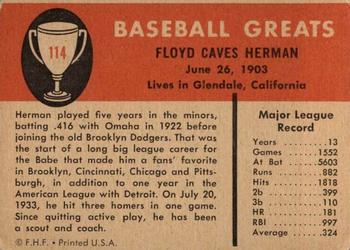 114
BASEBALL GREATS
FLOYD CAVES HERMAN
June 26, 1903
Lives in Glendale, California
Herman played five years in the minors,
batting .416 with Omaha in 1922 before
joining the old Brooklyn Dodgers. That was
the start of a long big league career for
the Babe that made him a fans' favorite
in Brooklyn, Cincinnati, Chicago and Pitts-
burgh, in addition to one year in the
American League with Detroit. On July 20,
1933, he hit three homers in one game.
Since quitting active play, he has been
a scout and coach.
© F.H.F. • Printed U.S.A.
Major League
Record
Years 13
Games 1552
At Bat 5603
Runs 882
Hits 1818
2b 399
3b 110
HR 181
RBI 997
Average .324